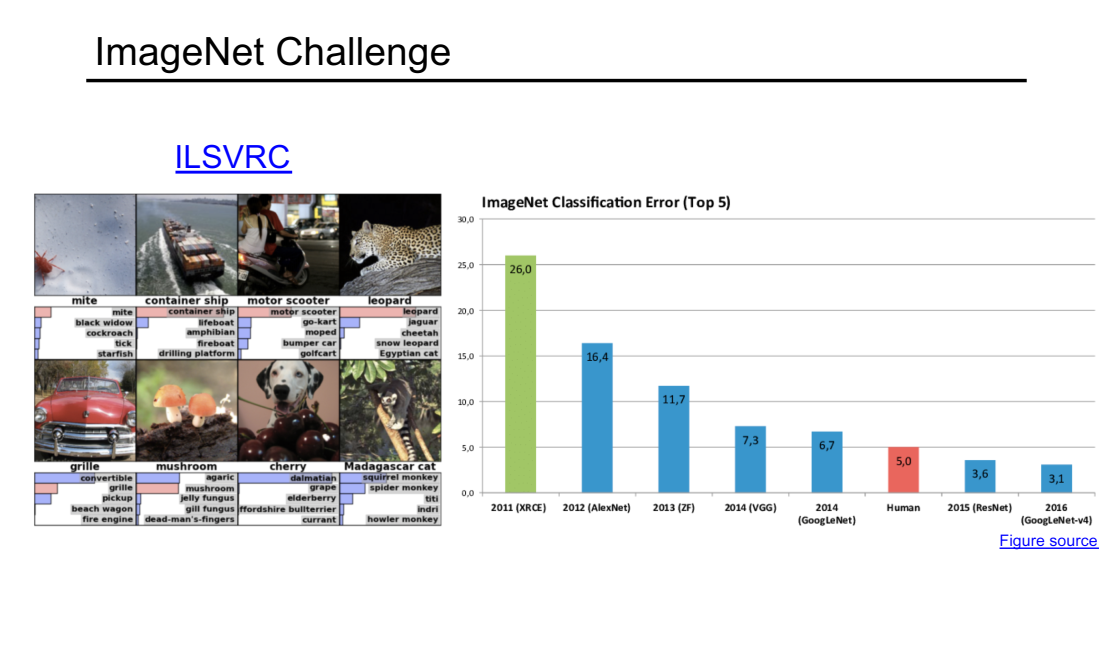 ImageNet Challenge
ILSVRC
mite
container ship
motor scooter
leopard
mite
black widow
cockroach
tick
starfish
container ship
lifeboat
amphibian
fireboat
drilling platform
motor scooter
go-kart
moped
bumper car
golfcart
leopard
jaguar
cheetah
snow leopard
Egyptian cat
grille
mushroom
cherry
Madagascar cat
convertible
grille
pickup
beach wagon
fire engine
agaric
mushroom
jelly fungus
gill fungus
dead-man's-fingers
dalmatian
grape
elderberry
ffordshire bullterrier
currant
squirrel monkey
spider monkey
titi
indri
howler monkey
ImageNet Classification Error (Top 5)
30,0
25,0
20,0
15,0
10,0
5,0
0,0
26,0
16,4
11,7
7,3
6,7
5,0
3,6
3,1
2011 (XRCE)
2012 (AlexNet)
2013 (ZF)
2014 (VGG)
2014
(GoogLeNet)
Human
2015 (ResNet)
2016
(GoogLeNet-v4)
Figure source